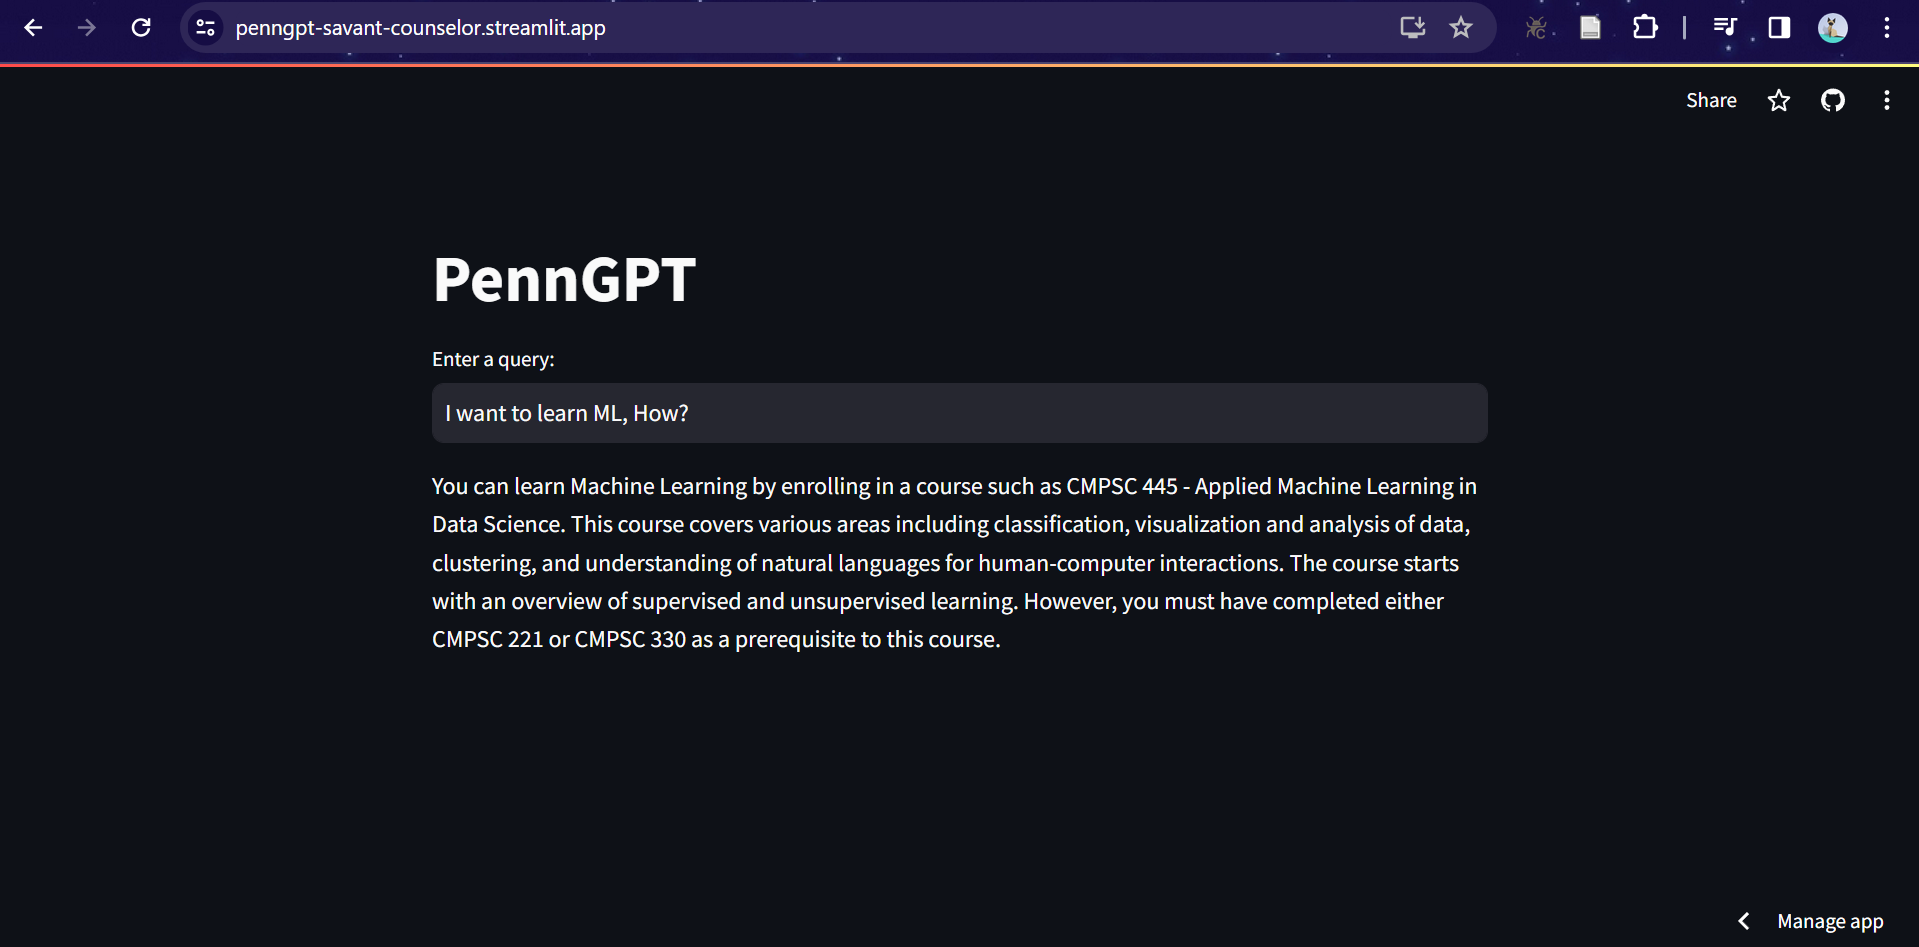 penngpt-savant-counselor.streamlit.app
Share
PennGPT
Enter a query:
I want to learn ML, How?
You can learn Machine Learning by enrolling in a course such as CMPSC 445 - Applied Machine Learning in
Data Science. This course covers various areas including classification, visualization and analysis of data,
clustering, and understanding of natural languages for human-computer interactions. The course starts
with an overview of supervised and unsupervised learning. However, you must have completed either
CMPSC 221 or CMPSC 330 as a prerequisite to this course.
Manage app